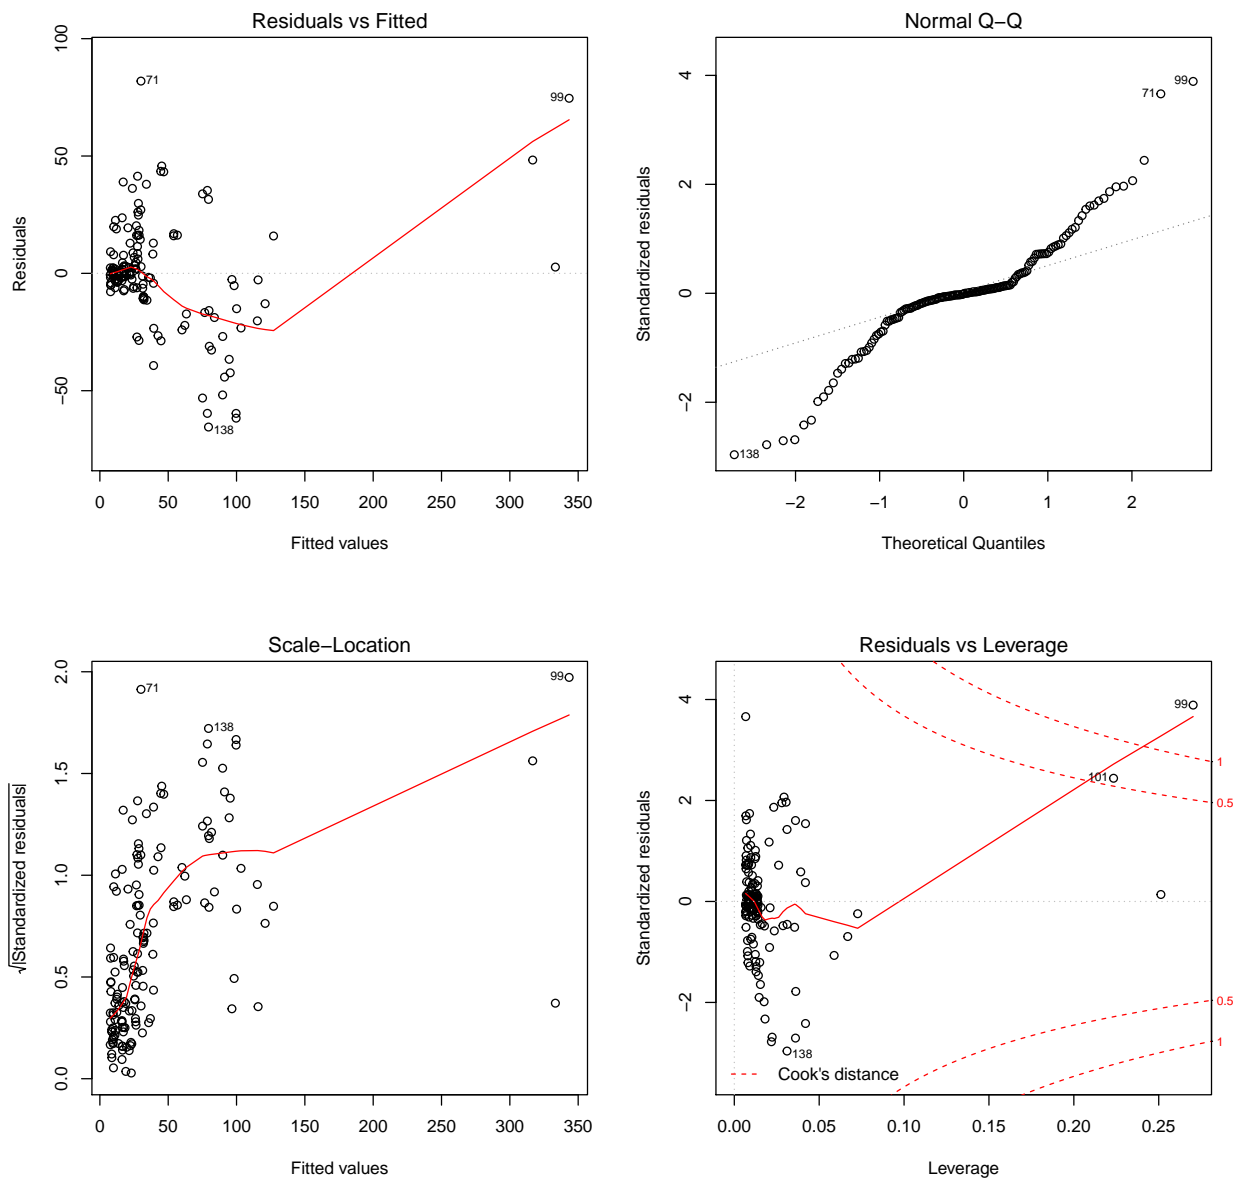 Residuals vs Fitted
Residuals
100
50
0
−50
71
99
138
0 50 100 150 200 250 300 350
Fitted values
Normal Q−Q
Standardized residuals
4
2
0
−2
99
71
138
−2 −1 0 1 2
Theoretical Quantiles
Scale−Location
√|Standardized residuals|
2.0
1.5
1.0
0.5
0.0
71
99
138
0 50 100 150 200 250 300 350
Fitted values
Residuals vs Leverage
Standardized residuals
4
2
0
−2
99
101
138
1
0.5
0.5
1
Cook's distance
0.00 0.05 0.10 0.15 0.20 0.25
Leverage